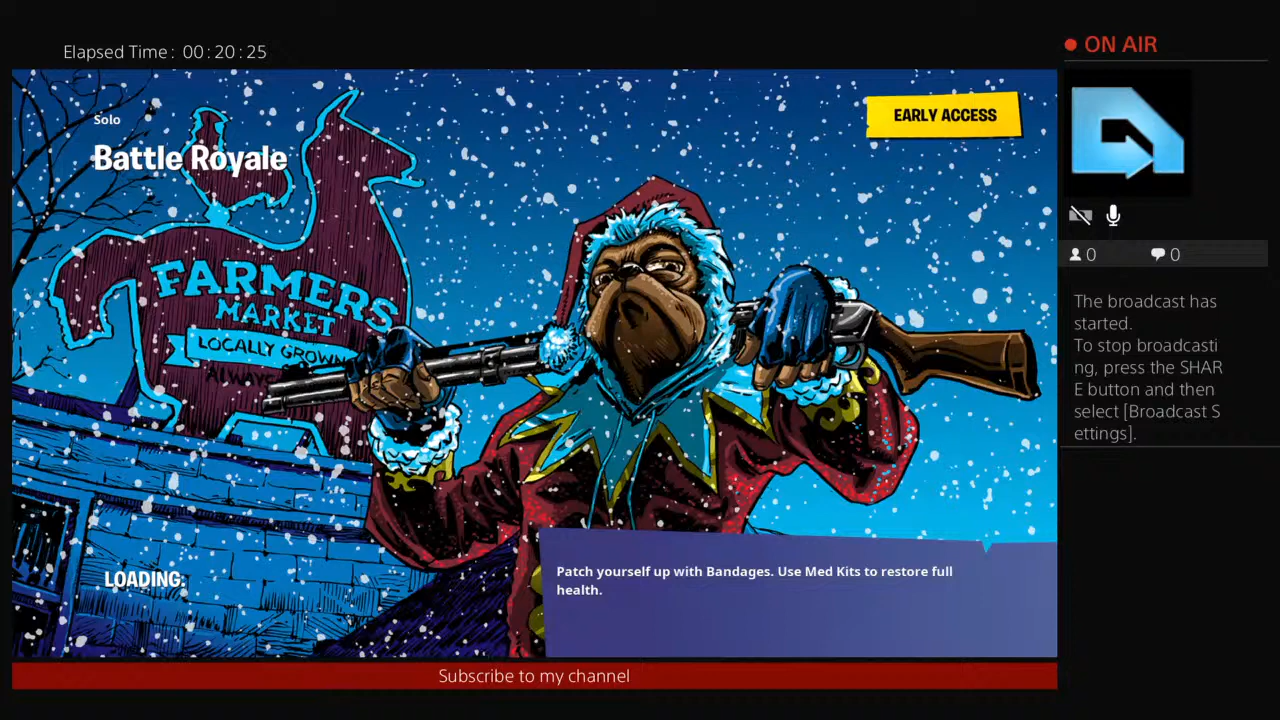 Elapsed Time: 00:20:25
ON AIR
Solo
Battle Royale
EARLY ACCESS
FARMERS
MARKET
LOCALLY GROWN
ALWAYS
0 0
The broadcast has
started.
To stop broadcasti
ng, press the SHAR
E button and then
select [Broadcast S
ettings].
LOADING:
Patch yourself up with Bandages. Use Med Kits to restore full
health.
Subscribe to my channel